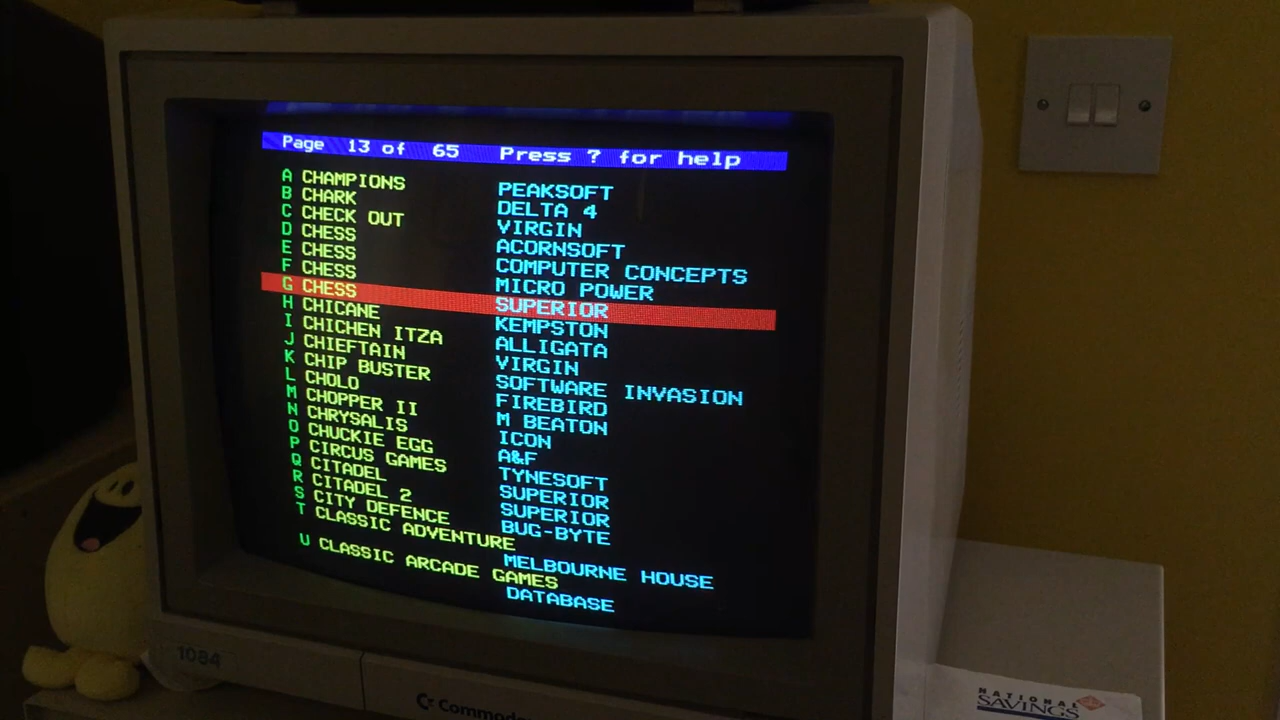 Page 13 of 65 Press ? for help
A CHAMPIONS PEAKSOFT
B CHARK DELTA 4
C CHECK OUT VIRGIN
D CHESS ACORNSOFT
E CHESS COMPUTER CONCEPTS
F CHESS MICRO POWER
G CHESS SUPERIOR
H CHICANE KEMPSTON
I CHICHEN ITZA ALLIGATA
J CHIEFTAIN VIRGIN
K CHIP BUSTER SOFTWARE INVASION
L CHOLO FIREBIRD
M CHOPPER II M BEATON
N CHRYSALIS ICON
O CHUCKIE EGG A&F
P CIRCUS GAMES TYNESOFT
Q CITADEL SUPERIOR
R CITADEL 2 SUPERIOR
S CITY DEFENCE BUG-BYTE
T CLASSIC ADVENTURE
MELBOURNE HOUSE
U CLASSIC ARCADE GAMES
DATABASE
1084
Commodo
NATIONAL
SAVINGS